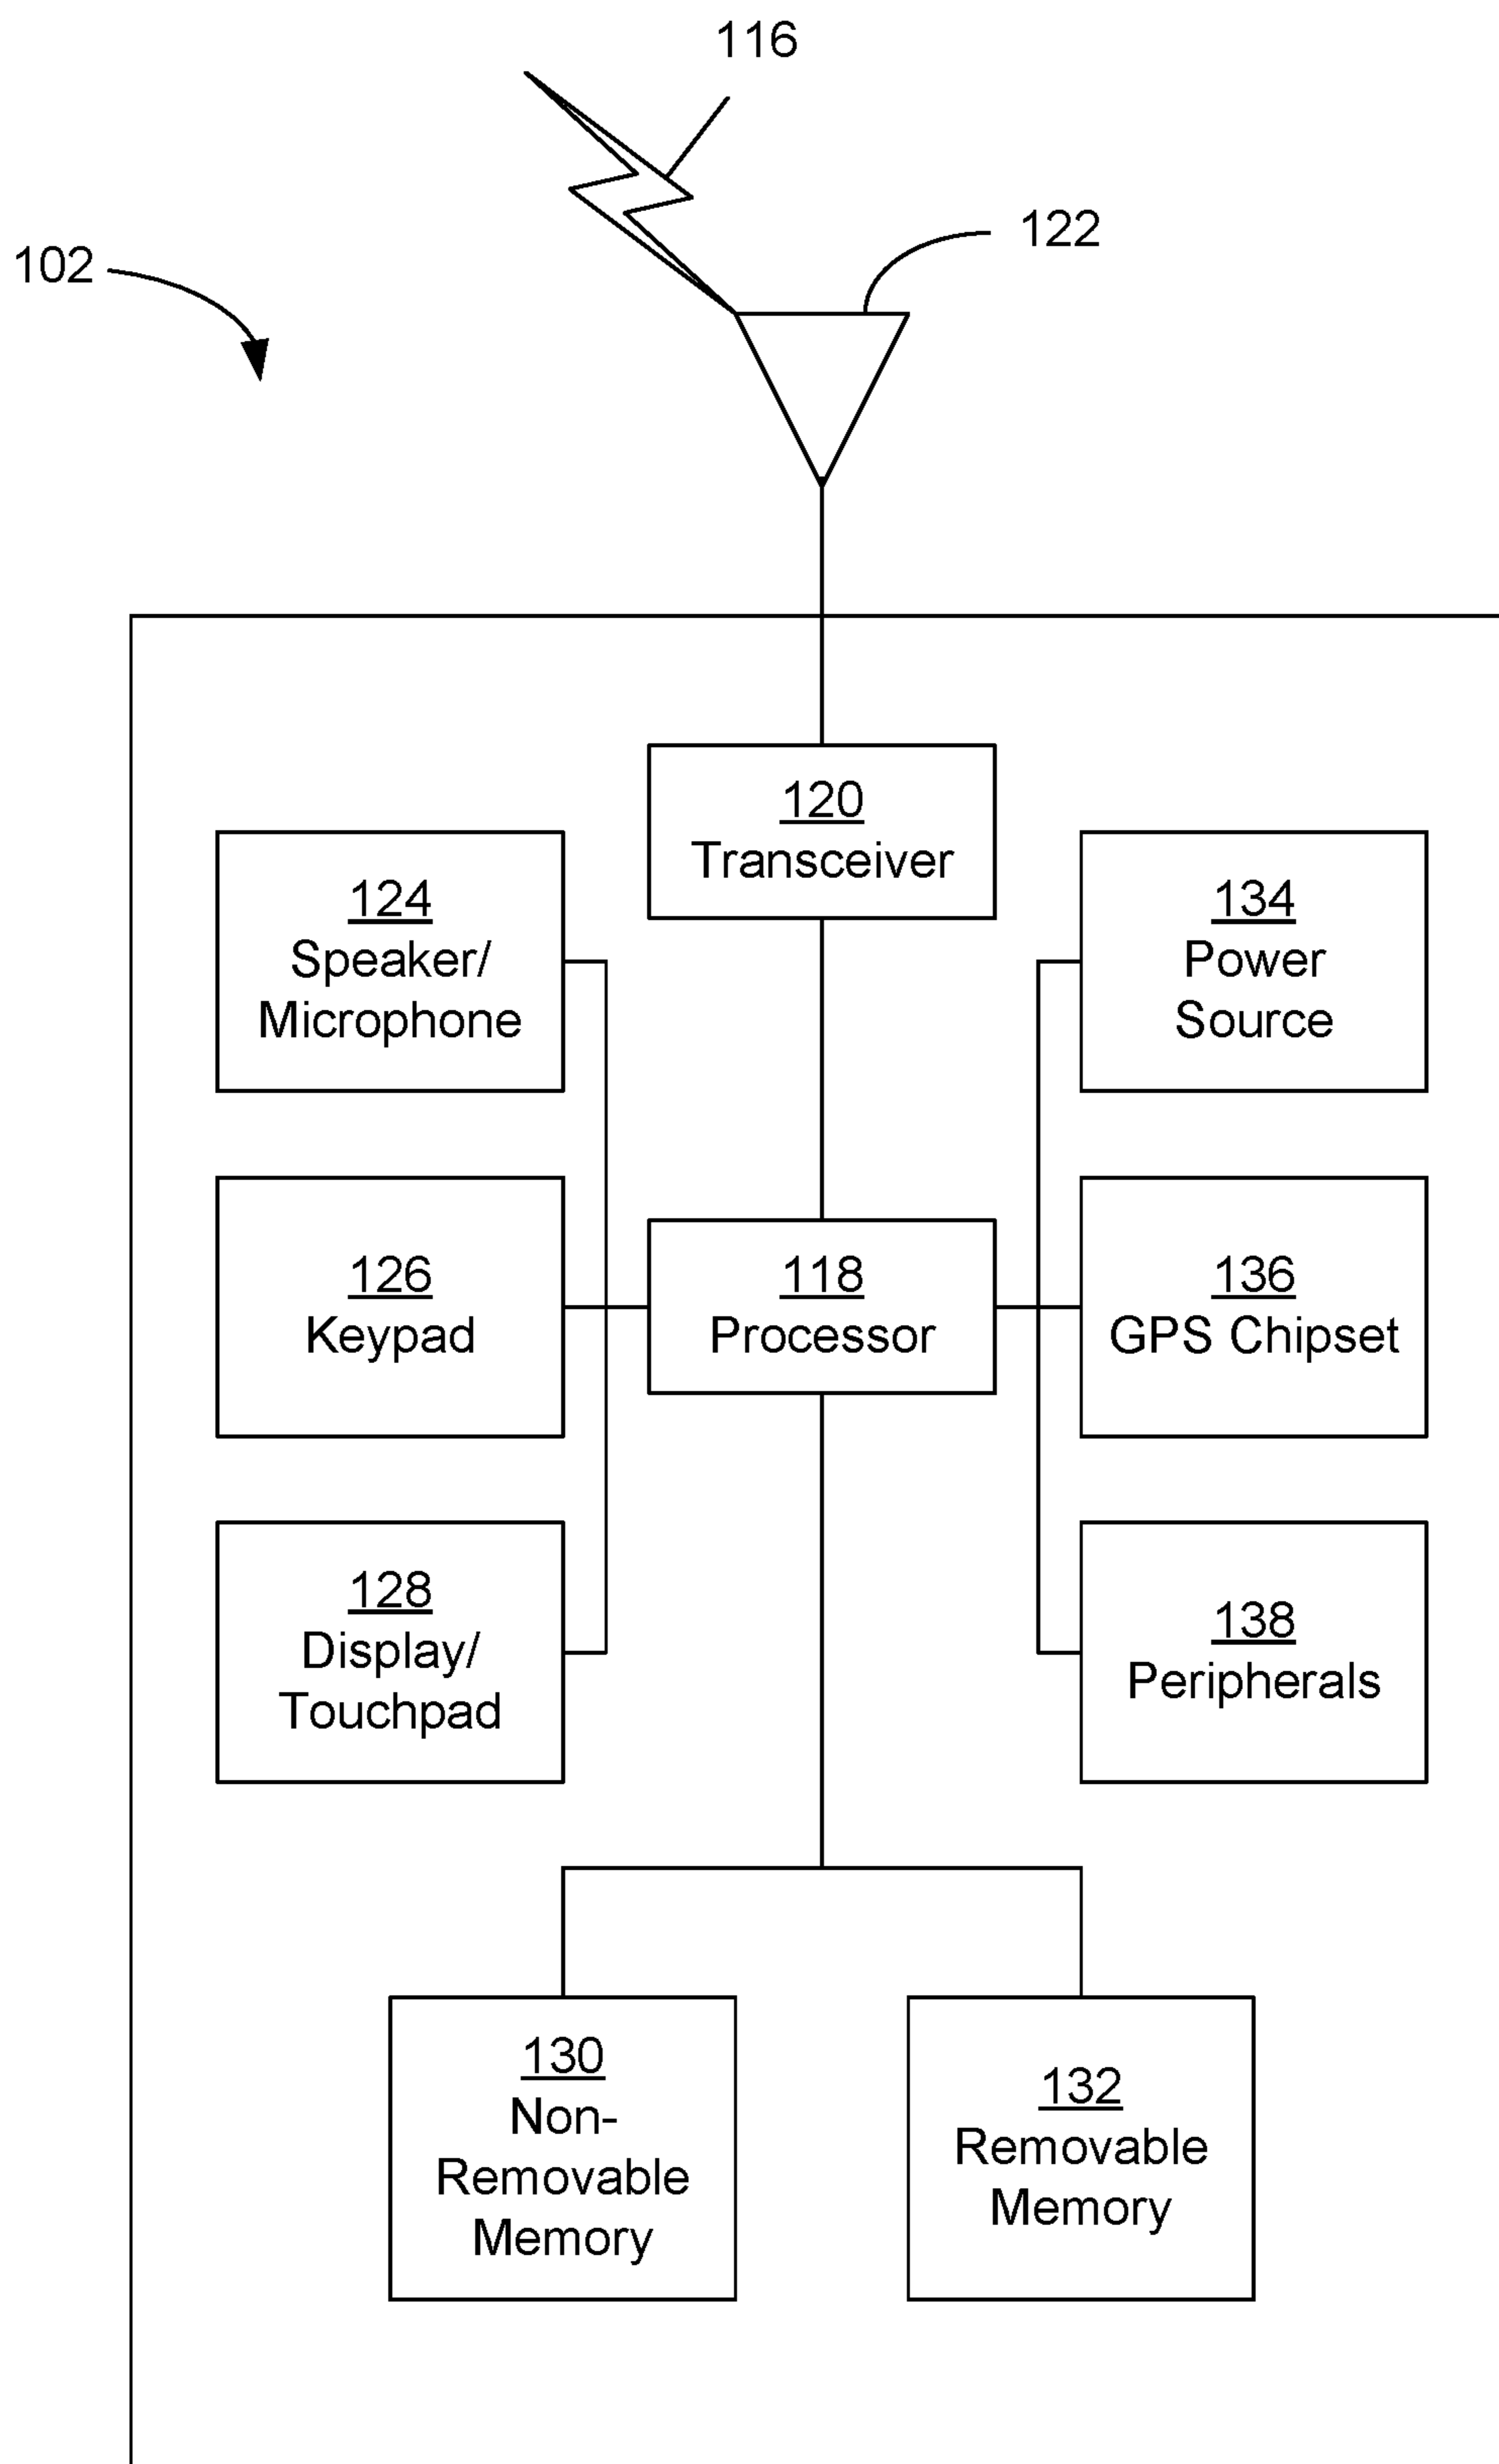 116
122
102
120
Transceiver
124
Speaker/
Microphone
134
Power
Source
126
Keypad
118
Processor
136
GPS Chipset
128
Display/
Touchpad
138
Peripherals
130
Non-
Removable
Memory
132
Removable
Memory